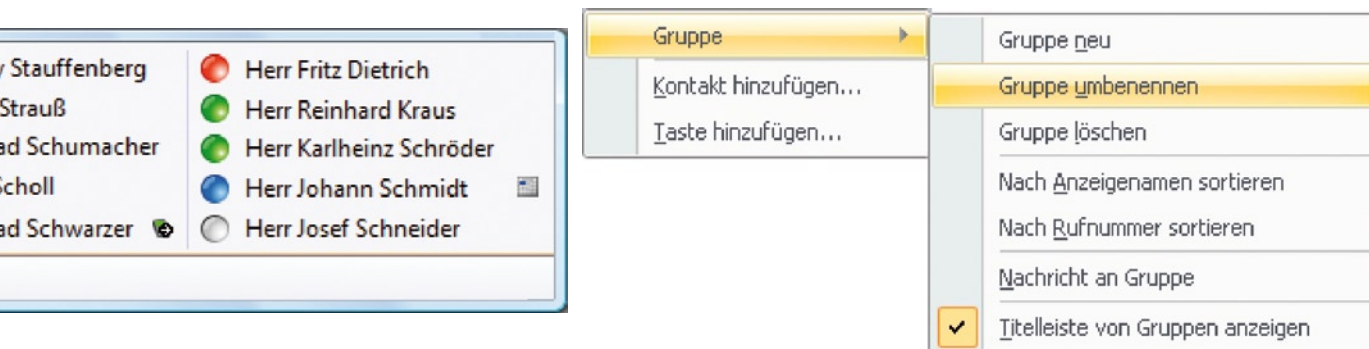 Stauffenberg
Strauß
ad Schumacher
Scholl
ad Schwarzer
Herr Fritz Dietrich
Herr Reinhard Kraus
Herr Karlheinz Schröder
Herr Johann Schmidt
Herr Josef Schneider
Gruppe
Kontakt hinzufügen...
Taste hinzufügen...
Gruppe neu
Gruppe umbenennen
Gruppe löschen
Nach Anzeigenamen sortieren
Nach Rufnummer sortieren
Nachricht an Gruppe
Titelleiste von Gruppen anzeigen